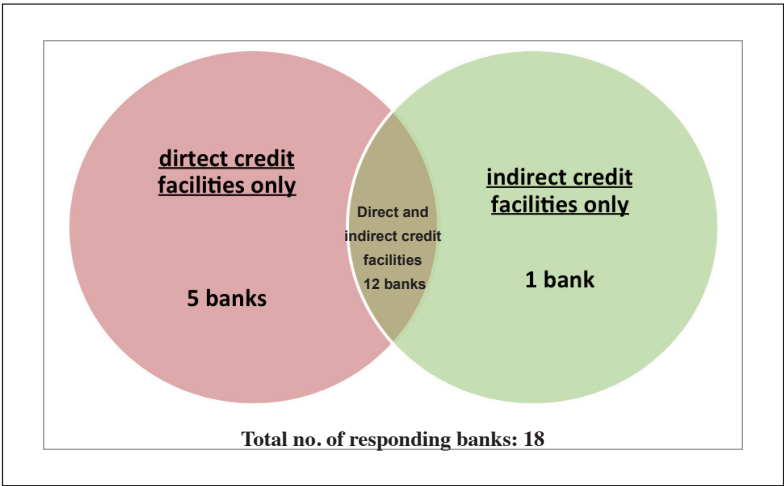 dirtect credit
facilities only
5 banks
Direct and
indirect credit
facilities
12 banks
indirect credit
facilities only
1 bank
Total no. of responding banks: 18